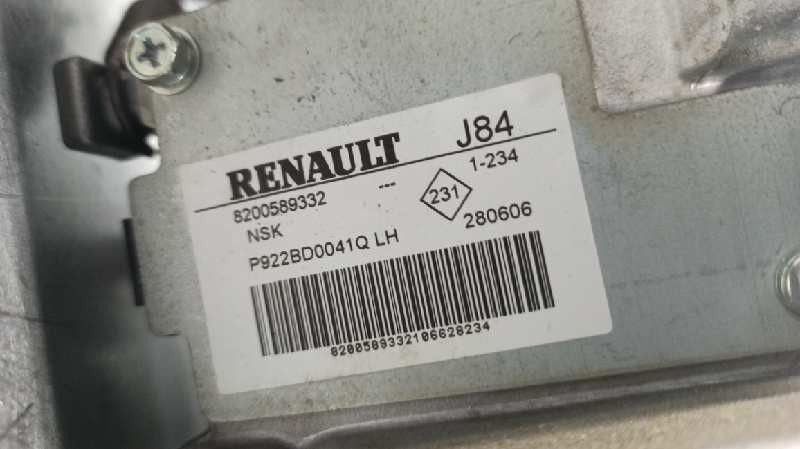 RENAULT J84
8200589332 --- 1-234
NSK 231
P922BD0041Q LH 280606
8200589332106628234